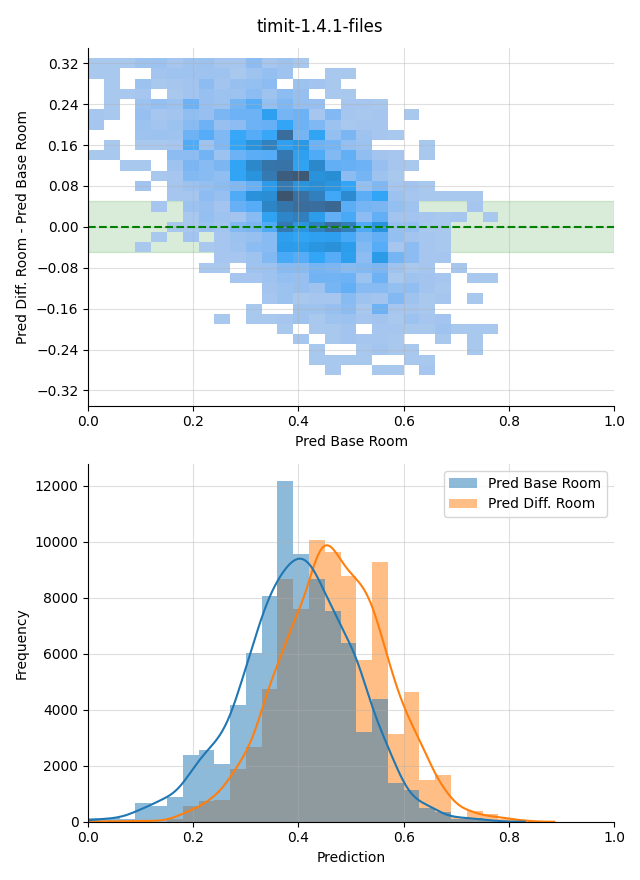 timit-1.4.1-files
Pred Diff. Room - Pred Base Room
0.32
0.24
0.16
0.08
0.00
−0.08
−0.16
−0.24
−0.32
0.0 0.2 0.4 0.6 0.8 1.0
Pred Base Room
Frequency
12000
10000
8000
6000
4000
2000
0
Pred Base Room
Pred Diff. Room
0.0 0.2 0.4 0.6 0.8 1.0
Prediction